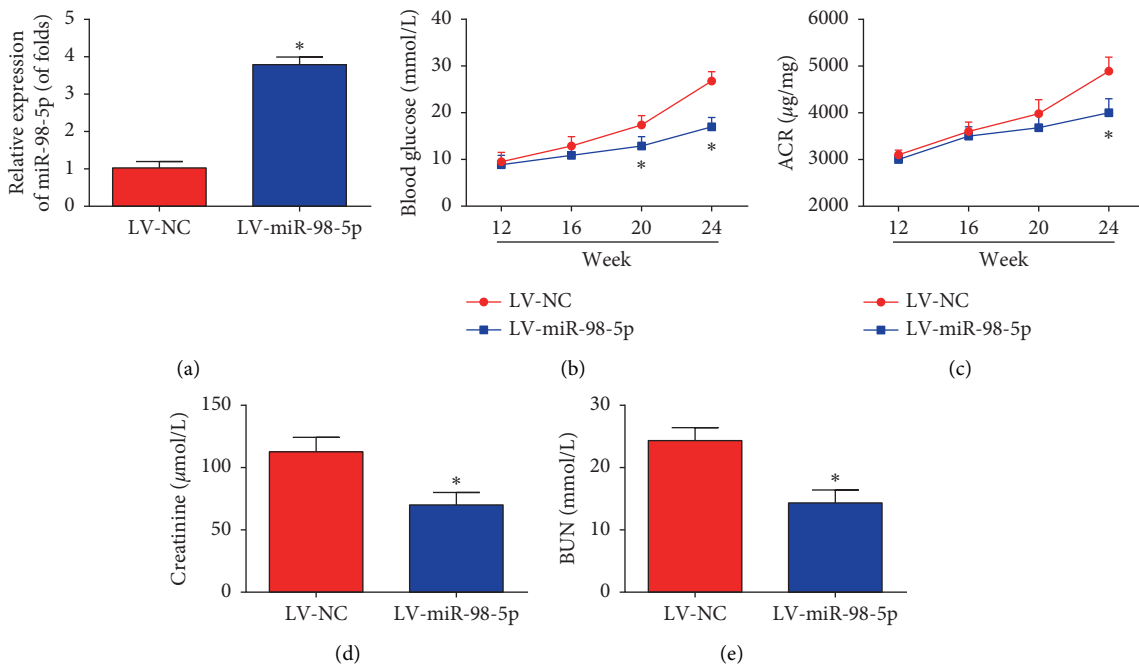 Relative expression
of miR-98-5p (of folds)
5
4
3
2
1
0
*
LV-NC
LV-miR-98-5p
(a)
Blood glucose (mmol/L)
40
30
20
10
0
*
*
12
16
20
24
Week
LV-NC
LV-miR-98-5p
(b)
ACR (μg/mg)
6000
5000
4000
3000
2000
*
12
16
20
24
Week
LV-NC
LV-miR-98-5p
(c)
Creatinine (μmol/L)
150
100
50
0
*
LV-NC
LV-miR-98-5p
(d)
BUN (mmol/L)
30
20
10
0
*
LV-NC
LV-miR-98-5p
(e)